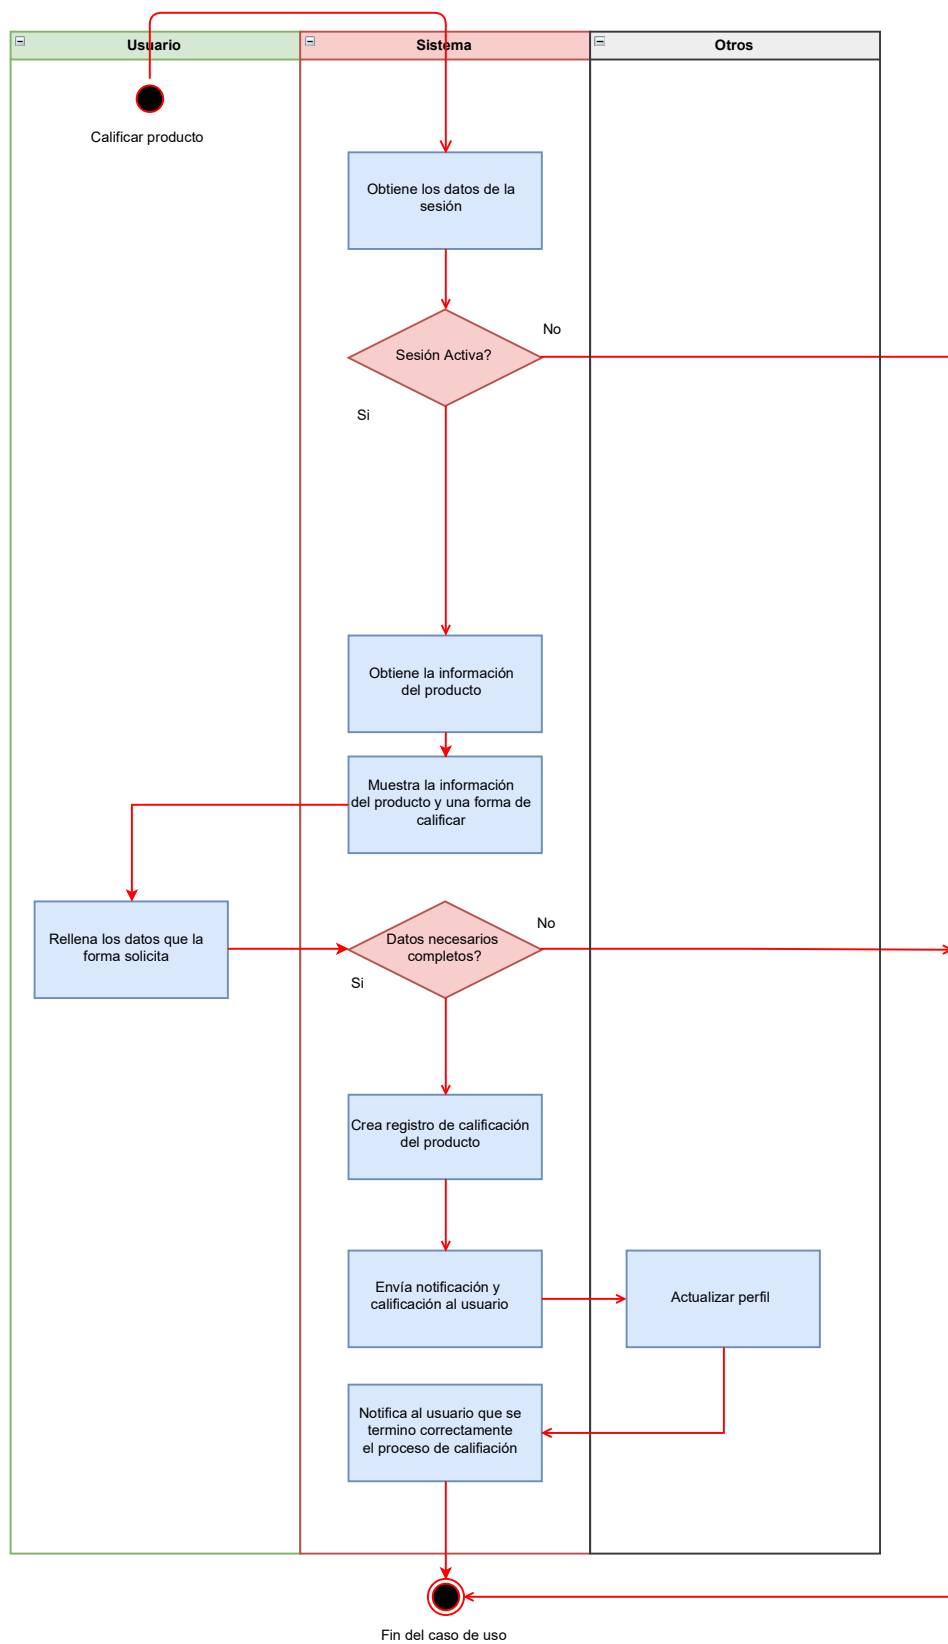 Usuario
Sistema
Otros
Calificar producto
Obtiene los datos de la
sesión
No
Sesión Activa?
Si
Obtiene la información
del producto
Muestra la información
del producto y una forma de
calificar
Rellena los datos que la
forma solicita
No
Datos necesarios
completos?
Si
Crea registro de calificación
del producto
Envía notificación y
calificación al usuario
Actualizar perfil
Notifica al usuario que se
termino correctamente
el proceso de califiación
Fin del caso de uso